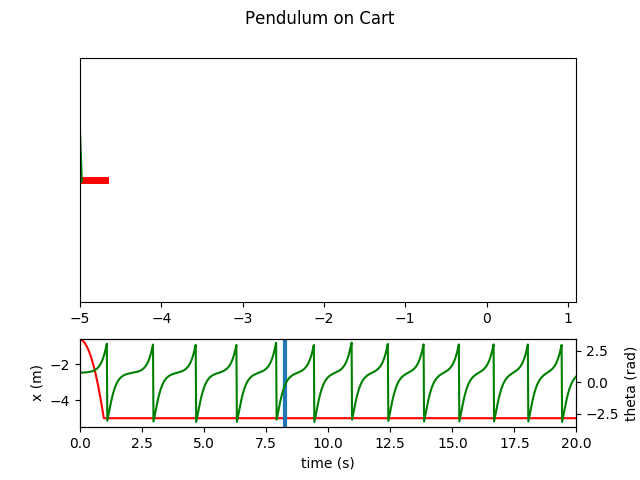 Pendulum on Cart
−5 −4 −3 −2 −1 0 1
−2
−4
x (m)
2.5
0.0
−2.5
theta (rad)
0.0 2.5 5.0 7.5 10.0 12.5 15.0 17.5 20.0
time (s)